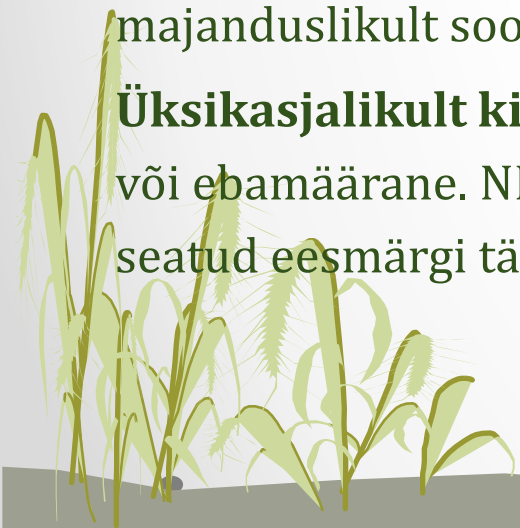 majanduslikult soo
Üksikasjalikult ki
või ebamäärane.
seatud eesmärgi tä